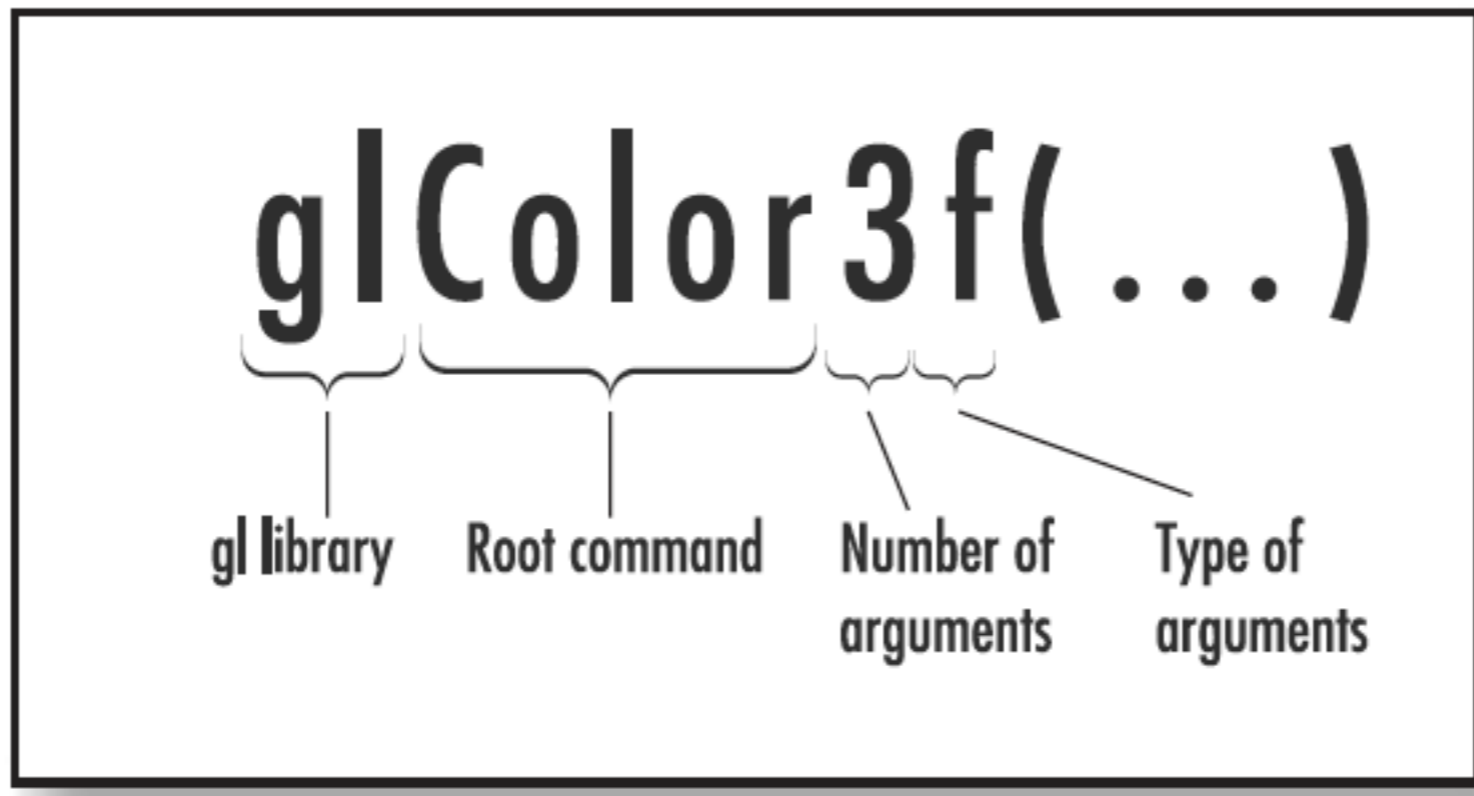 glColor3f(...)
gl library
Root command
Number of
arguments
Type of
arguments